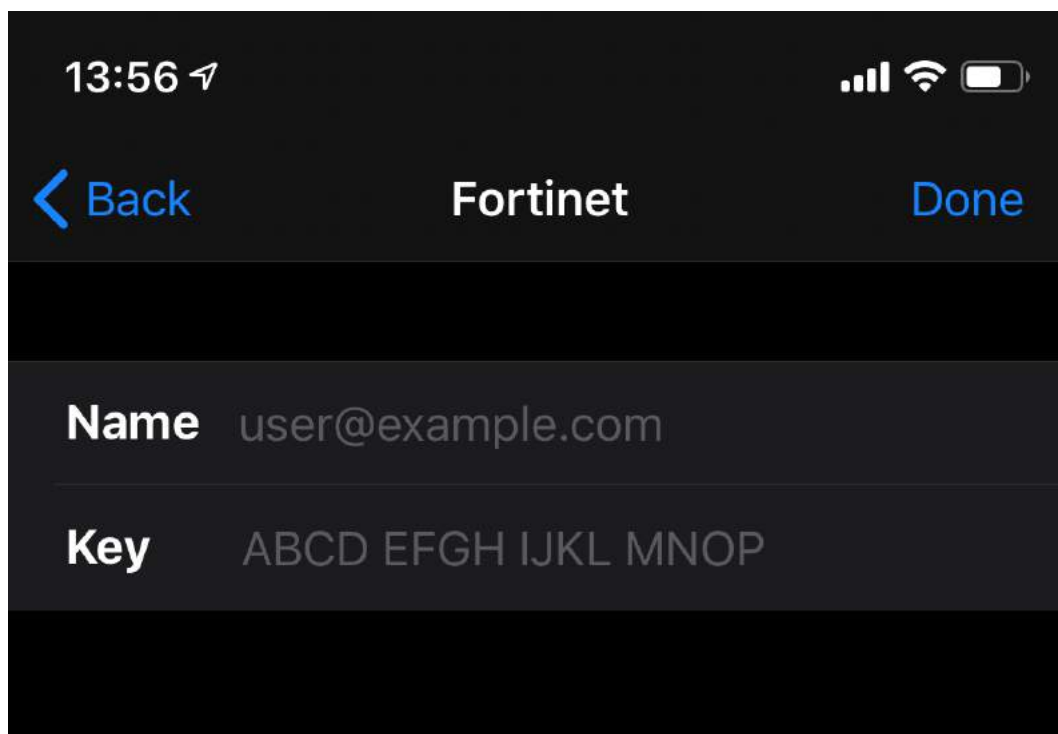 13:56
Back Fortinet Done
Name user@example.com
Key ABCD EFGH IJKL MNOP